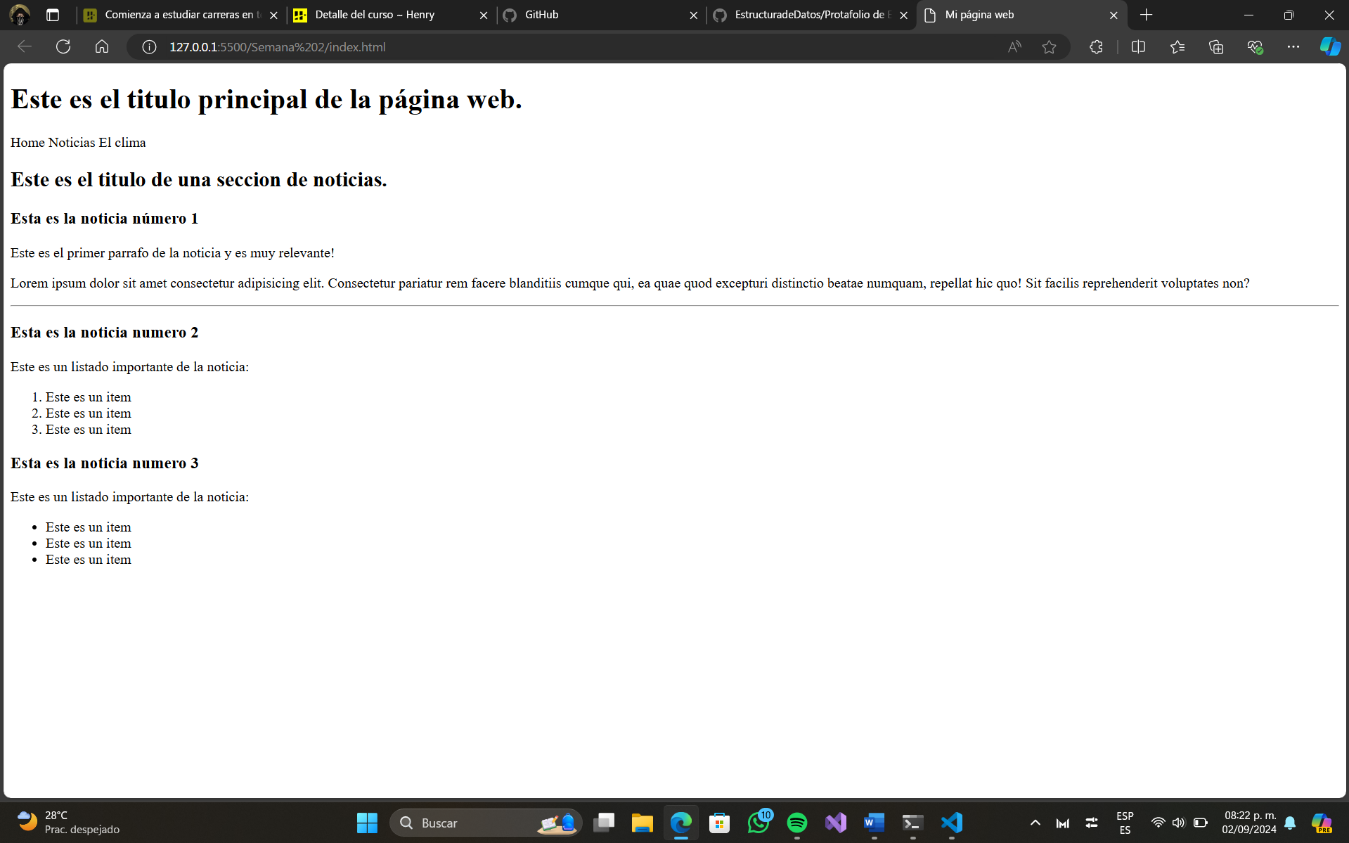 Comienza a estudiar carreras en t
Detalle del curso – Henry
GitHub
EstructuradeDatos/Protafolio de E
Mi página web
127.0.0.1:5500/Semana%202/index.html
Este es el titulo principal de la página web.
Home Noticias El clima
Este es el titulo de una seccion de noticias.
Esta es la noticia número 1
Este es el primer parrafo de la noticia y es muy relevante!
Lorem ipsum dolor sit amet consectetur adipisicing elit. Consectetur pariatur rem facere blanditiis cumque qui, ea quae quod excepturi distinctio beatae numquam, repellat hic quo! Sit facilis reprehenderit voluptates non?
Esta es la noticia numero 2
Este es un listado importante de la noticia:
1. Este es un item
2. Este es un item
3. Este es un item
Esta es la noticia numero 3
Este es un listado importante de la noticia:
• Este es un item
• Este es un item
• Este es un item
28°C
Prac. despejado
Buscar
10
ESP
ES
08:22 p. m.
02/09/2024
PRE